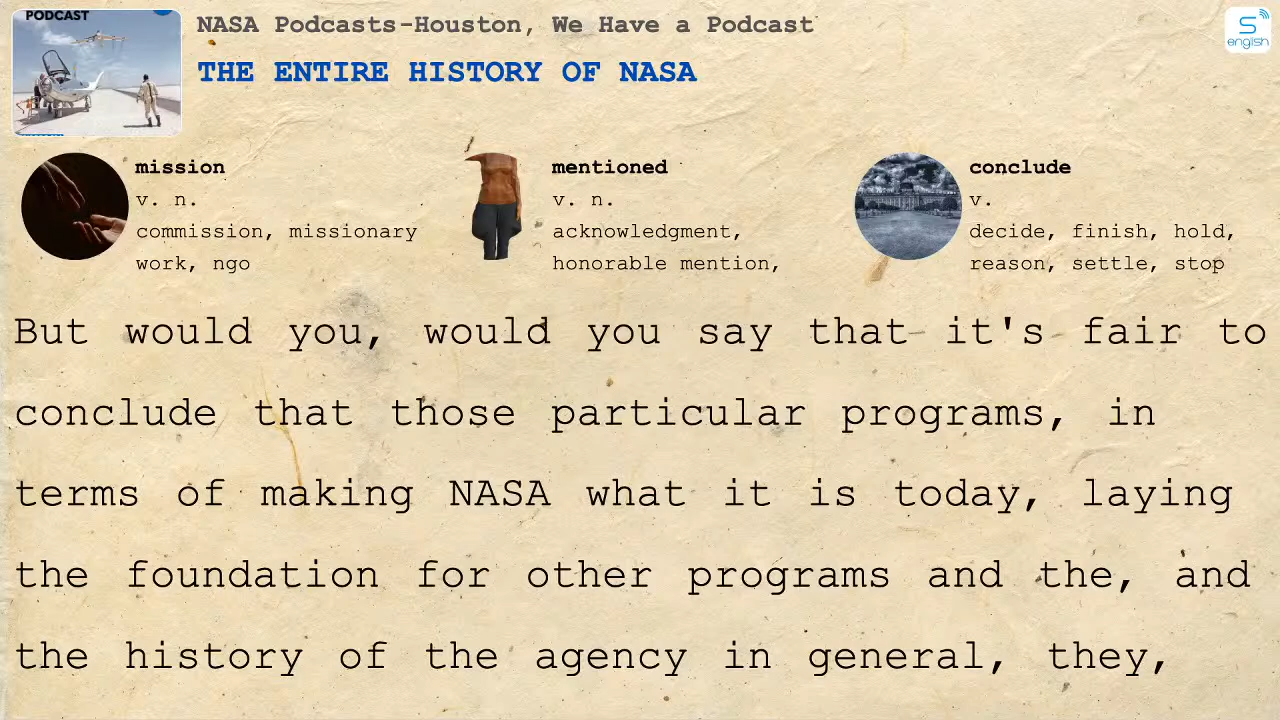 PODCAST
NASA Podcasts-Houston, We Have a Podcast
THE ENTIRE HISTORY OF NASA
S
english
mission
v. n.
commission, missionary
work, ngo
mentioned
v. n.
acknowledgment,
honorable mention,
conclude
v.
decide, finish, hold,
reason, settle, stop
But would you, would you say that it's fair to
conclude that those particular programs, in
terms of making NASA what it is today, laying
the foundation for other programs and the, and
the history of the agency in general, they,